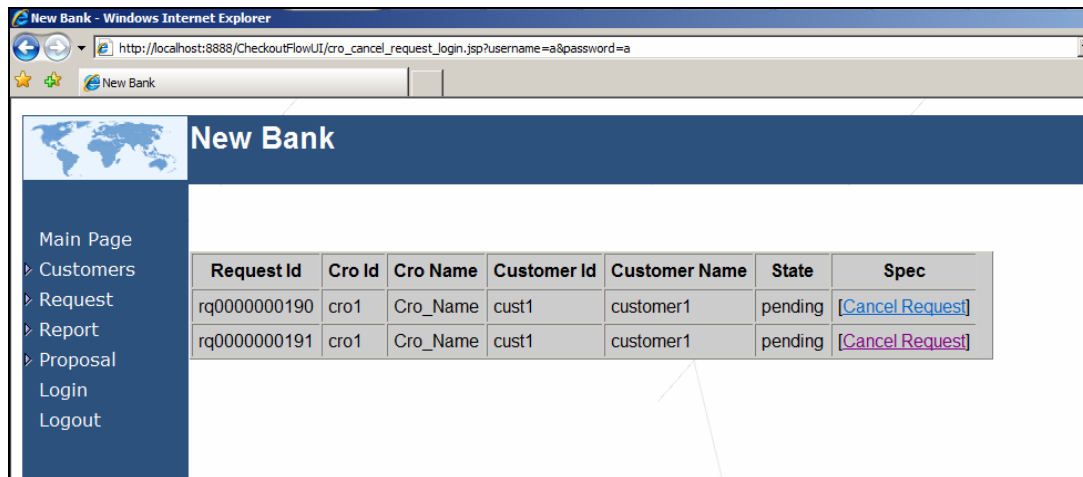 New Bank - Windows Internet Explorer
http://localhost:8888/CheckoutFlowUI/cro_cancel_request_login.jsp?username=a&password=a
New Bank
New Bank
Main Page
Customers
Request
Report
Proposal
Login
Logout
Request Id Cro Id Cro Name Customer Id Customer Name State Spec
rq0000000190 cro1 Cro_Name cust1 customer1 pending [Cancel Request]
rq0000000191 cro1 Cro_Name cust1 customer1 pending [Cancel Request]